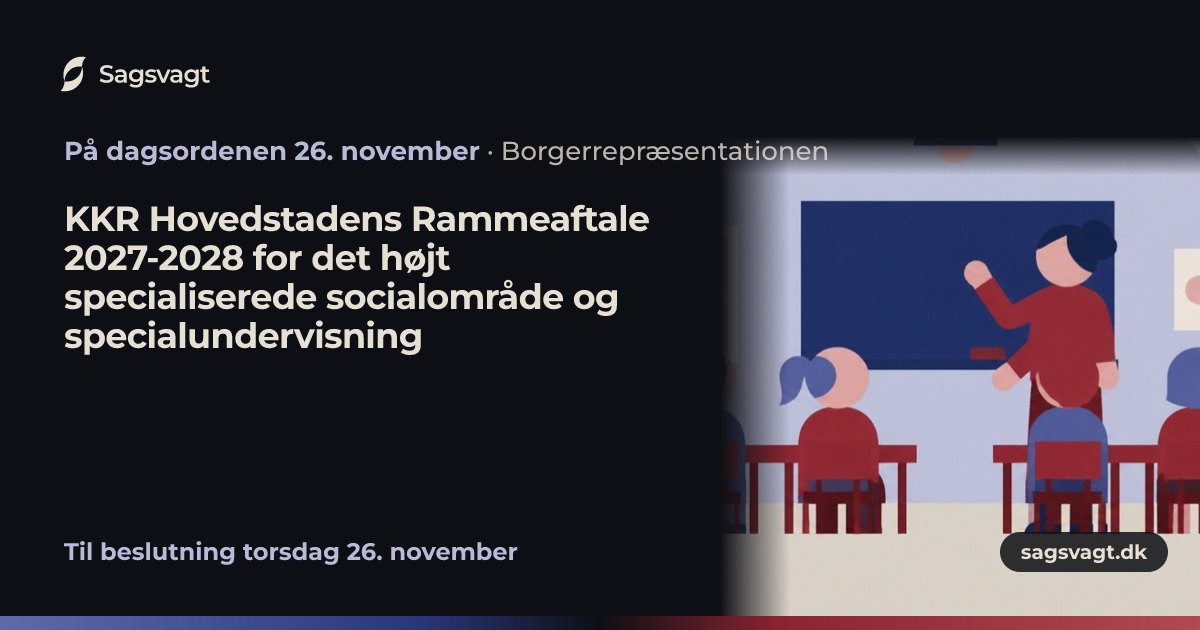 Sagsvagt
På dagsordenen 26. november · Borgerrepræsentationen
KKR Hovedstadens Rammeaftale
2027-2028 for det højt
specialiserede socialområde og
specialundervisning
Til beslutning torsdag 26. november
sagsvagt.dk